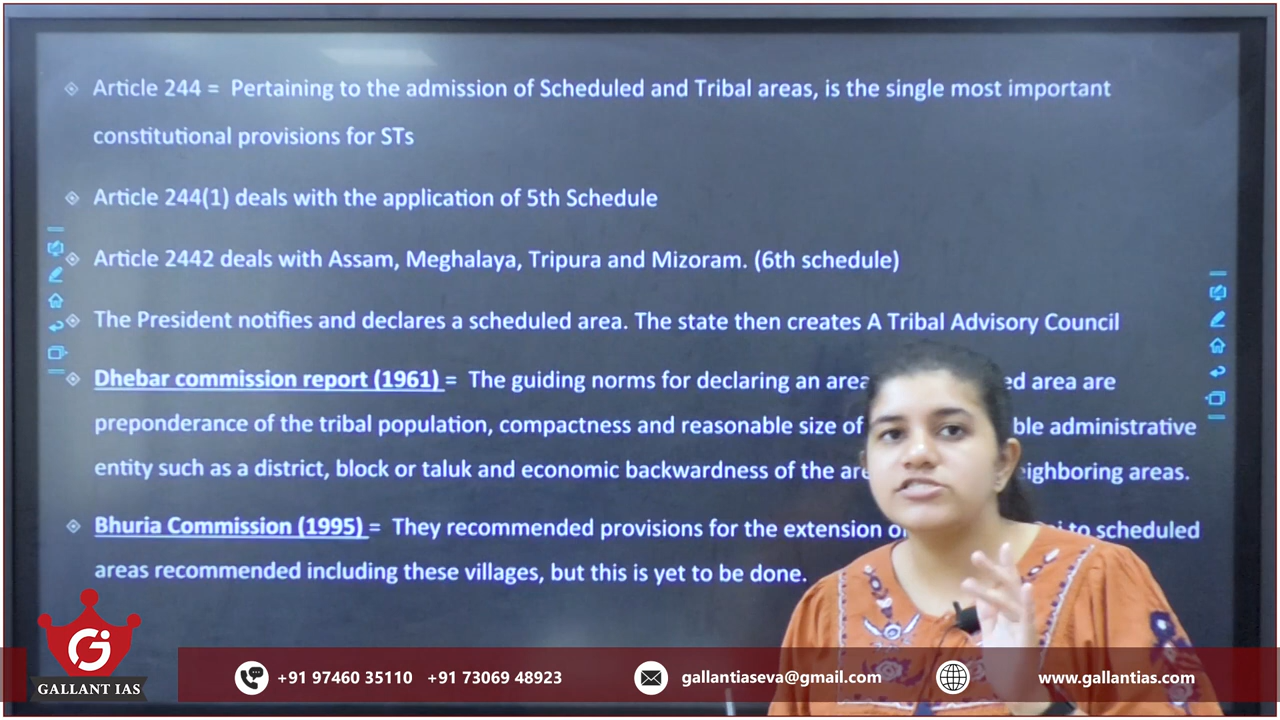 Article 244 = Pertaining to the admission of Scheduled and Tribal areas, is the single most important
constitutional provisions for STs
Article 244(1) deals with the application of 5th Schedule
Article 2442 deals with Assam, Meghalaya, Tripura and Mizoram. (6th schedule)
The President notifies and declares a scheduled area. The state then creates A Tribal Advisory Council
Dhebar commission report (1961) = The guiding norms for declaring an area ed area are
preponderance of the tribal population, compactness and reasonable size of ble administrative
entity such as a district, block or taluk and economic backwardness of the eighboring areas.
Bhuria Commission (1995) = They recommended provisions for the extension to scheduled
areas recommended including these villages, but this is yet to be done.
Gi
GALLANT IAS
+91 97460 35110 +91 73069 48923
gallantiaseva@gmail.com
www.gallantias.com